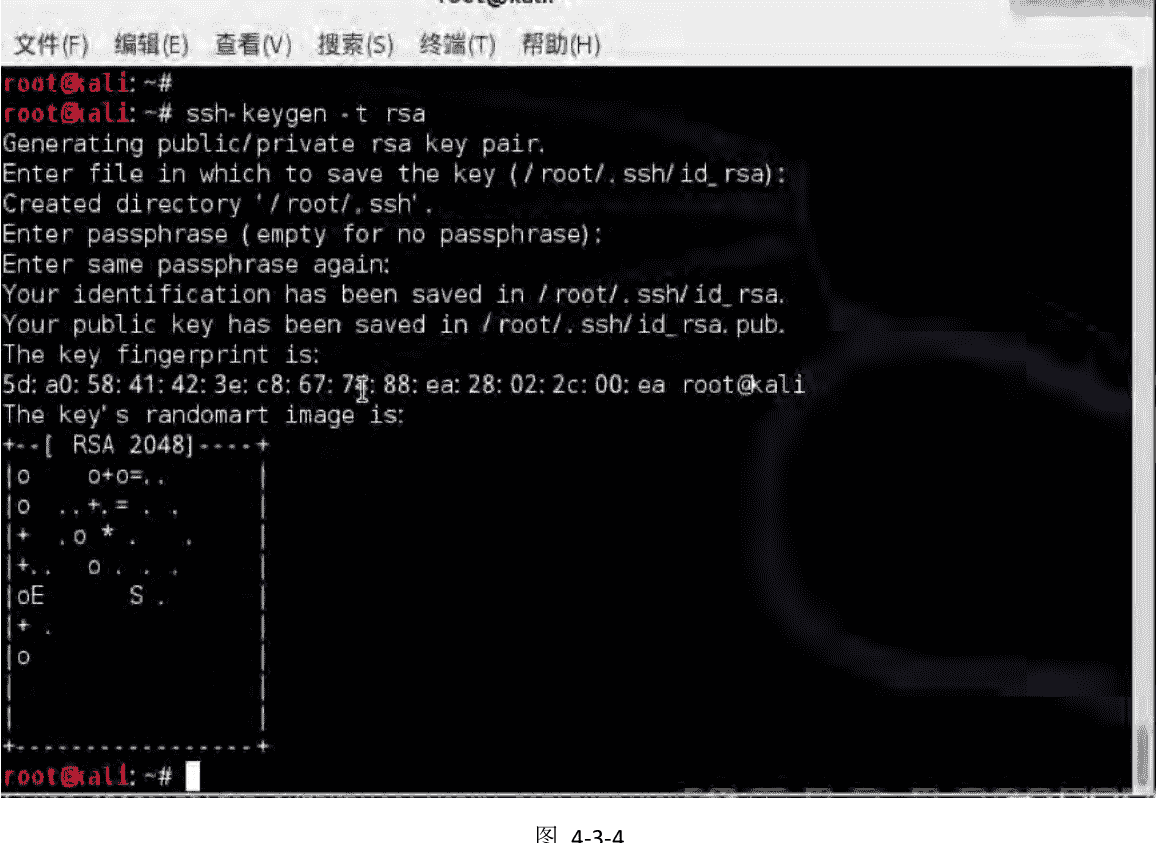 文件(F) 编辑(E) 查看(V) 搜索(S) 终端(T) 帮助(H)
root@kali:~#
root@kali:~# ssh-keygen -t rsa
Generating public/private rsa key pair.
Enter file in which to save the key (/root/.ssh/id_rsa):
Created directory '/root/.ssh'.
Enter passphrase (empty for no passphrase):
Enter same passphrase again:
Your identification has been saved in /root/.ssh/id_rsa.
Your public key has been saved in /root/.ssh/id_rsa.pub.
The key fingerprint is:
5d:a0:58:41:42:3e:c8:67: :88:ea:28:02:2c:00:ea root@kali
The key's randomart image is:
+--[ RSA 2048]----+
|o    o+o=..      |
|o  ..+.= . .     |
|+  .o * .   .    |
|+..  o . . .     |
|oE      S .      |
|+ .              |
|o                |
|                 |
|                 |
+-----------------+
root@kali:~#
图 4-3-4